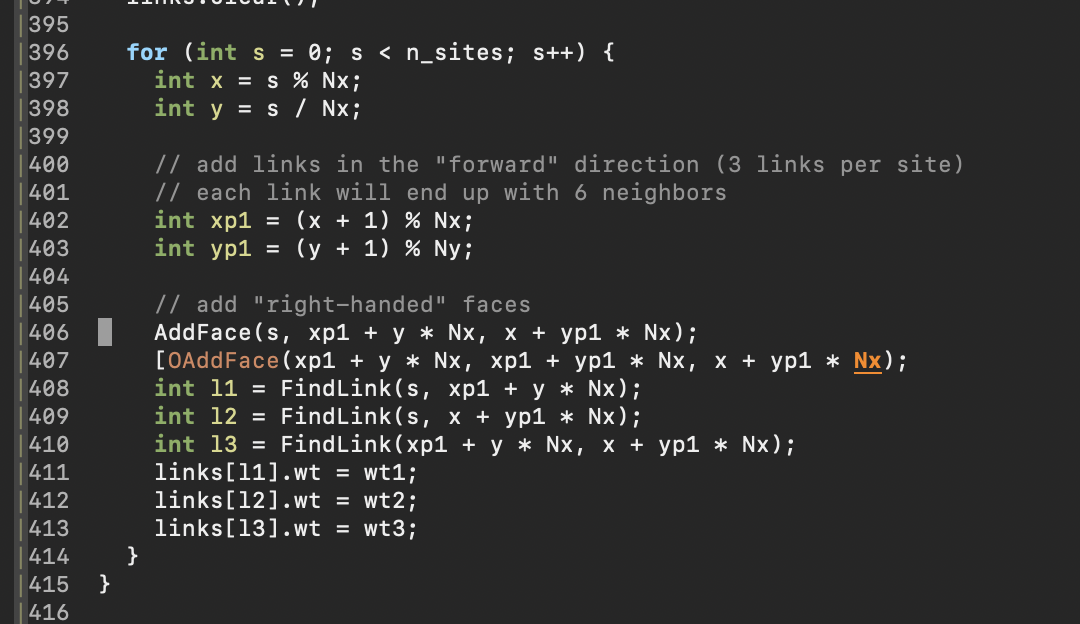 394     links.clear();
395
396     for (int s = 0; s < n_sites; s++) {
397       int x = s % Nx;
398       int y = s / Nx;
399
400       // add links in the "forward" direction (3 links per site)
401       // each link will end up with 6 neighbors
402       int xp1 = (x + 1) % Nx;
403       int yp1 = (y + 1) % Ny;
404
405       // add "right-handed" faces
406       AddFace(s, xp1 + y * Nx, x + yp1 * Nx);
407       [OAddFace(xp1 + y * Nx, xp1 + yp1 * Nx, x + yp1 * Nx);
408       int l1 = FindLink(s, xp1 + y * Nx);
409       int l2 = FindLink(s, x + yp1 * Nx);
410       int l3 = FindLink(xp1 + y * Nx, x + yp1 * Nx);
411       links[l1].wt = wt1;
412       links[l2].wt = wt2;
413       links[l3].wt = wt3;
414     }
415   }
416